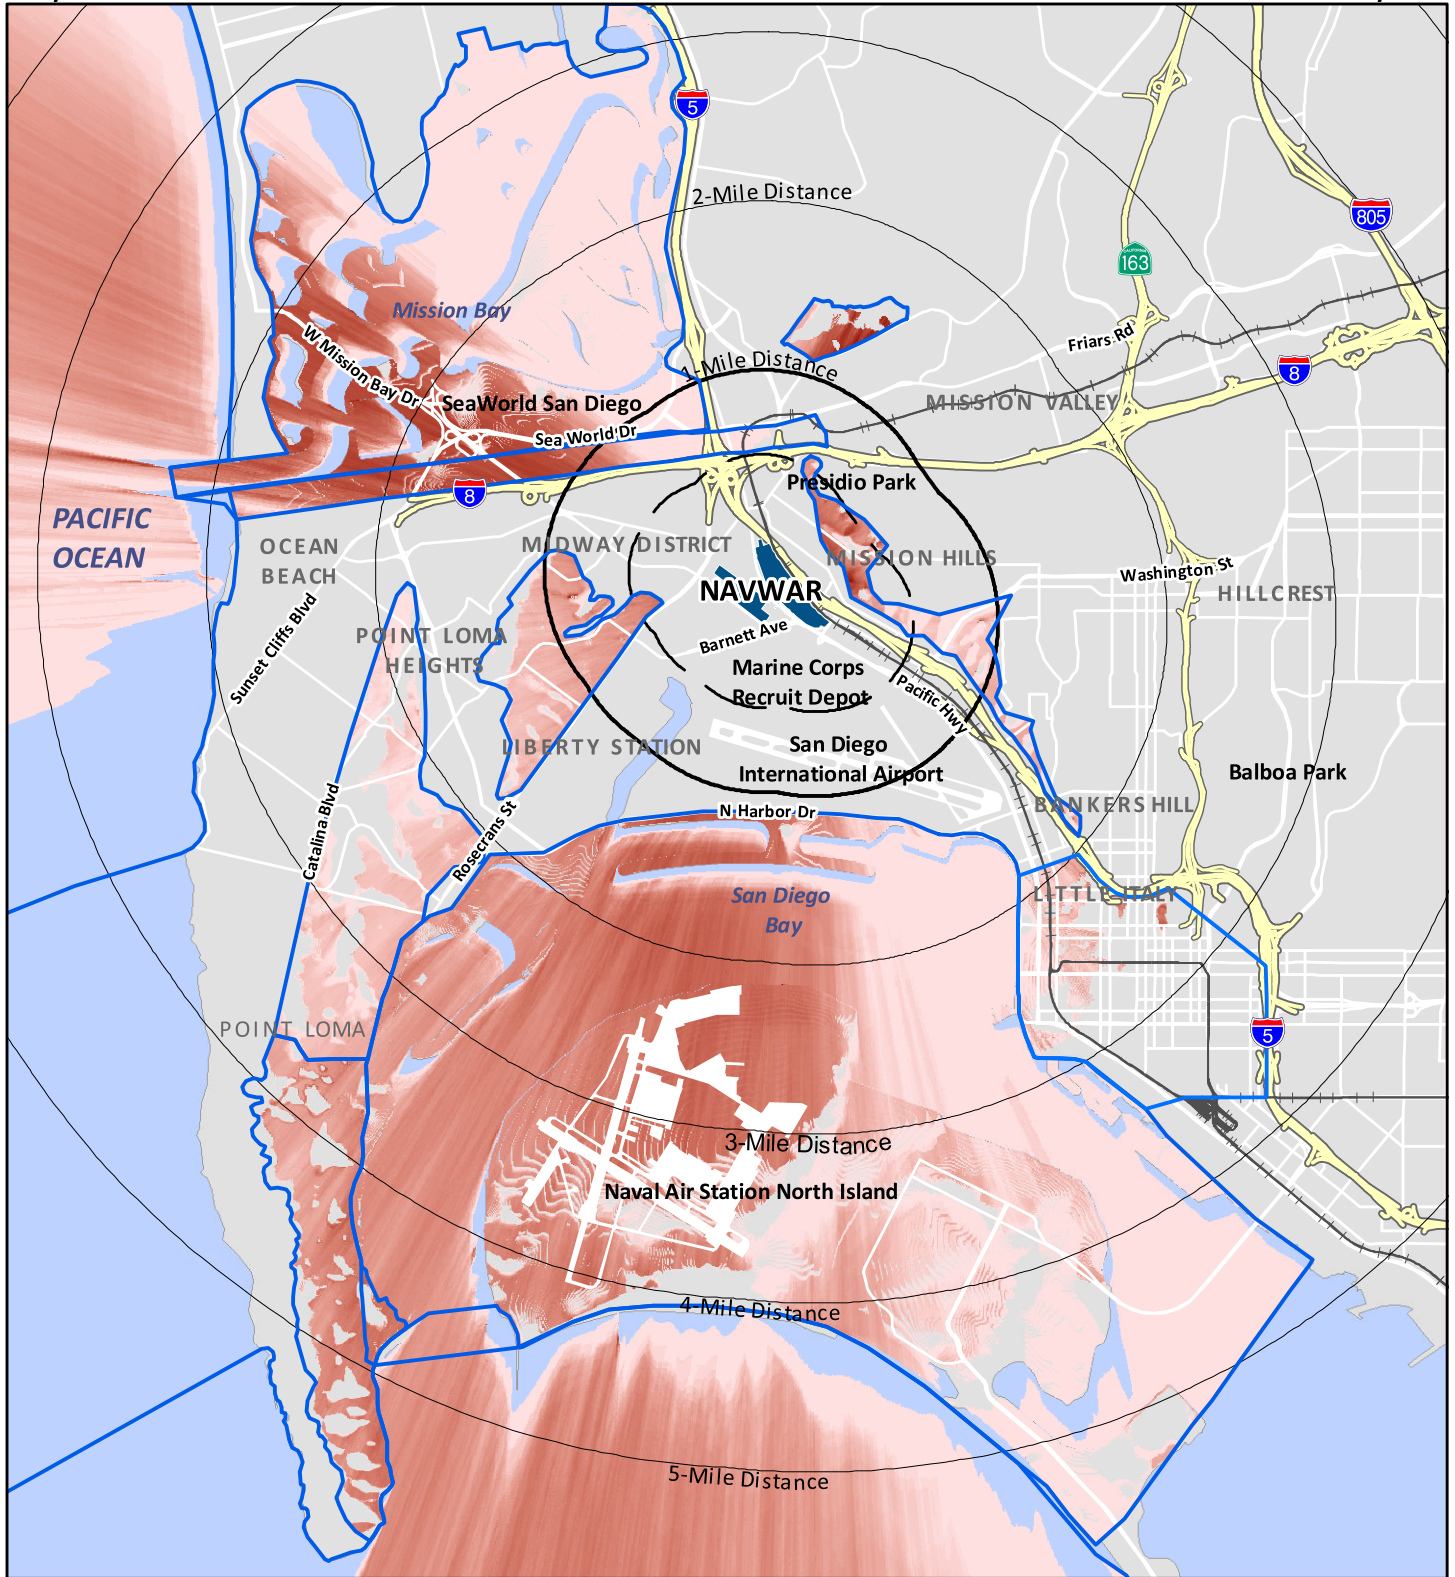 5
2-Mile Distance
805
CALIFORNIA
163
Mission Bay
W Mission Bay Dr
Friars Rd
1-Mile Distance
8
SeaWorld San Diego
MISSION VALLEY
Sea World Dr
Presidio Park
8
PACIFIC
OCEAN
OCEAN
BEACH
MIDWAY DISTRICT
MISSION HILLS
Washington St
HILLCREST
NAVWAR
Sunset Cliffs Blvd
POINT LOMA
HEIGHTS
Barnett Ave
Marine Corps
Recruit Depot
Pacific Hwy
LIBERTY STATION
San Diego
International Airport
Balboa Park
Catalina Blvd
Rosecrans St
N Harbor Dr
BANKERS HILL
San Diego
Bay
LITTLE ITALY
POINT LOMA
5
3-Mile Distance
Naval Air Station North Island
4-Mile Distance
5-Mile Distance